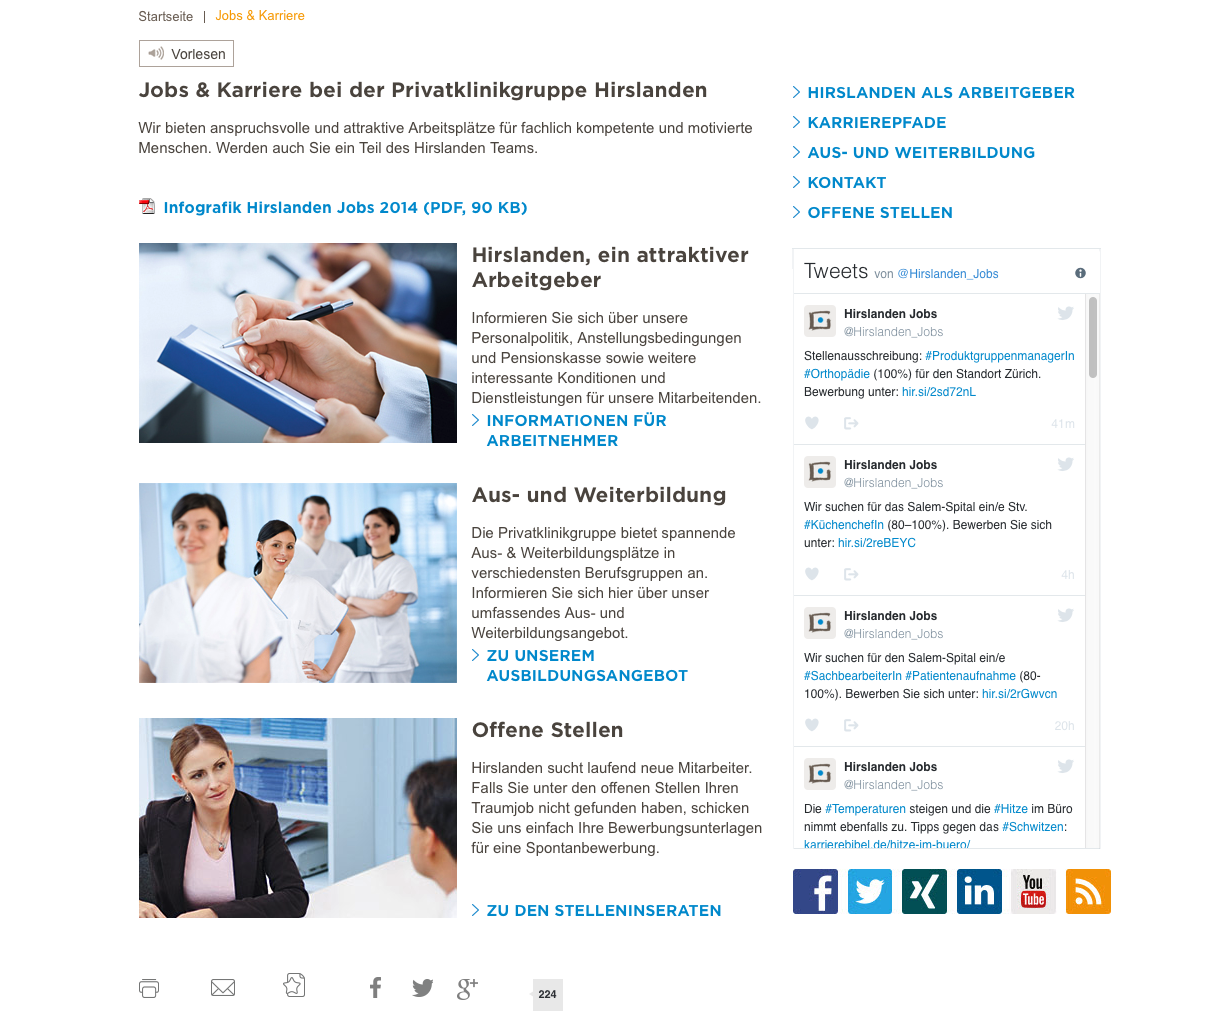 Startseite | Jobs & Karriere
Vorlesen
Jobs & Karriere bei der Privatklinikgruppe Hirslanden
Wir bieten anspruchsvolle und attraktive Arbeitsplätze für fachlich kompetente und motivierte
Menschen. Werden auch Sie ein Teil des Hirslanden Teams.
Infografik Hirslanden Jobs 2014 (PDF, 90 KB)
Hirslanden, ein attraktiver
Arbeitgeber
Informieren Sie sich über unsere
Personalpolitik, Anstellungsbedingungen
und Pensionskasse sowie weitere
interessante Konditionen und
Dienstleistungen für unsere Mitarbeitenden.
INFORMATIONEN FÜR
ARBEITNEHMER
Aus- und Weiterbildung
Die Privatklinikgruppe bietet spannende
Aus- & Weiterbildungsplätze in
verschiedensten Berufsgruppen an.
Informieren Sie sich hier über unser
umfassendes Aus- und
Weiterbildungsangebot.
ZU UNSEREM
AUSBILDUNGSANGEBOT
Offene Stellen
Hirslanden sucht laufend neue Mitarbeiter.
Falls Sie unter den offenen Stellen Ihren
Traumjob nicht gefunden haben, schicken
Sie uns einfach Ihre Bewerbungsunterlagen
für eine Spontanbewerbung.
ZU DEN STELLENINSERATEN
HIRSLANDEN ALS ARBEITGEBER
KARRIEREPFADE
AUS- UND WEITERBILDUNG
KONTAKT
OFFENE STELLEN
Tweets von @Hirslanden_Jobs
Hirslanden Jobs
@Hirslanden_Jobs
Stellenausschreibung: #ProduktgruppenmanagerIn
#Orthopädie (100%) für den Standort Zürich.
Bewerbung unter: hir.si/2sd72nL
41m
Hirslanden Jobs
@Hirslanden_Jobs
Wir suchen für das Salem-Spital ein/e Stv.
#KüchenchefIn (80–100%). Bewerben Sie sich
unter: hir.si/2reBEYC
4h
Hirslanden Jobs
@Hirslanden_Jobs
Wir suchen für den Salem-Spital ein/e
#SachbearbeiterIn #Patientenaufnahme (80-
100%). Bewerben Sie sich unter: hir.si/2rGwvcn
20h
Hirslanden Jobs
@Hirslanden_Jobs
Die #Temperaturen steigen und die #Hitze im Büro
nimmt ebenfalls zu. Tipps gegen das #Schwitzen:
karrierebibel.de/hitze-im-buero/
You
Tube
224